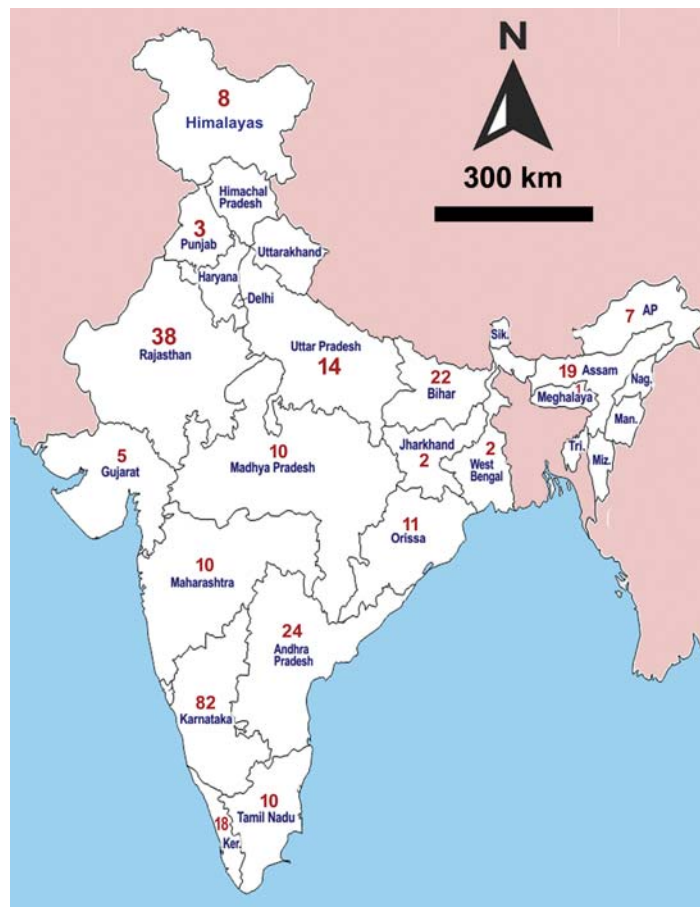 N
300 km
8
Himalayas
Himachal
Pradesh
3
Punjab
Uttarakhand
Haryana
Delhi
38
Rajasthan
Uttar Pradesh
14
22
Bihar
Sik.
7 AP
19 Assam
1
Meghalaya
Nag.
Man.
Tri.
Miz.
5
Gujarat
10
Madhya Pradesh
Jharkhand
2
2
West
Bengal
11
Orissa
10
Maharashtra
24
Andhra
Pradesh
82
Karnataka
10
Tamil Nadu
18
Ker.